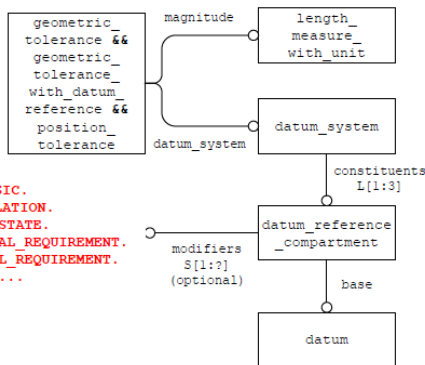 geometric_
tolerance &&
geometric_
tolerance_
with_datum_
reference &&
position_
tolerance
magnitude
length_
measure_
with_unit
datum_system
datum_system
constituents
L[1:3]
SIC.
LATION.
STATE.
AL_REQUIREMENT.
L_REQUIREMENT.
...
modifiers
S[1:?]
(optional)
datum_reference
_compartment
base
datum